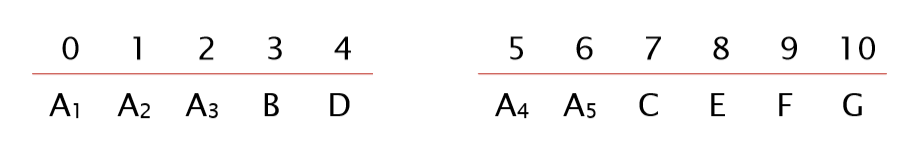 0 1 2 3 4 5 6 7 8 9 10
A₁ A₂ A₃ B D A₄ A₅ C E F G